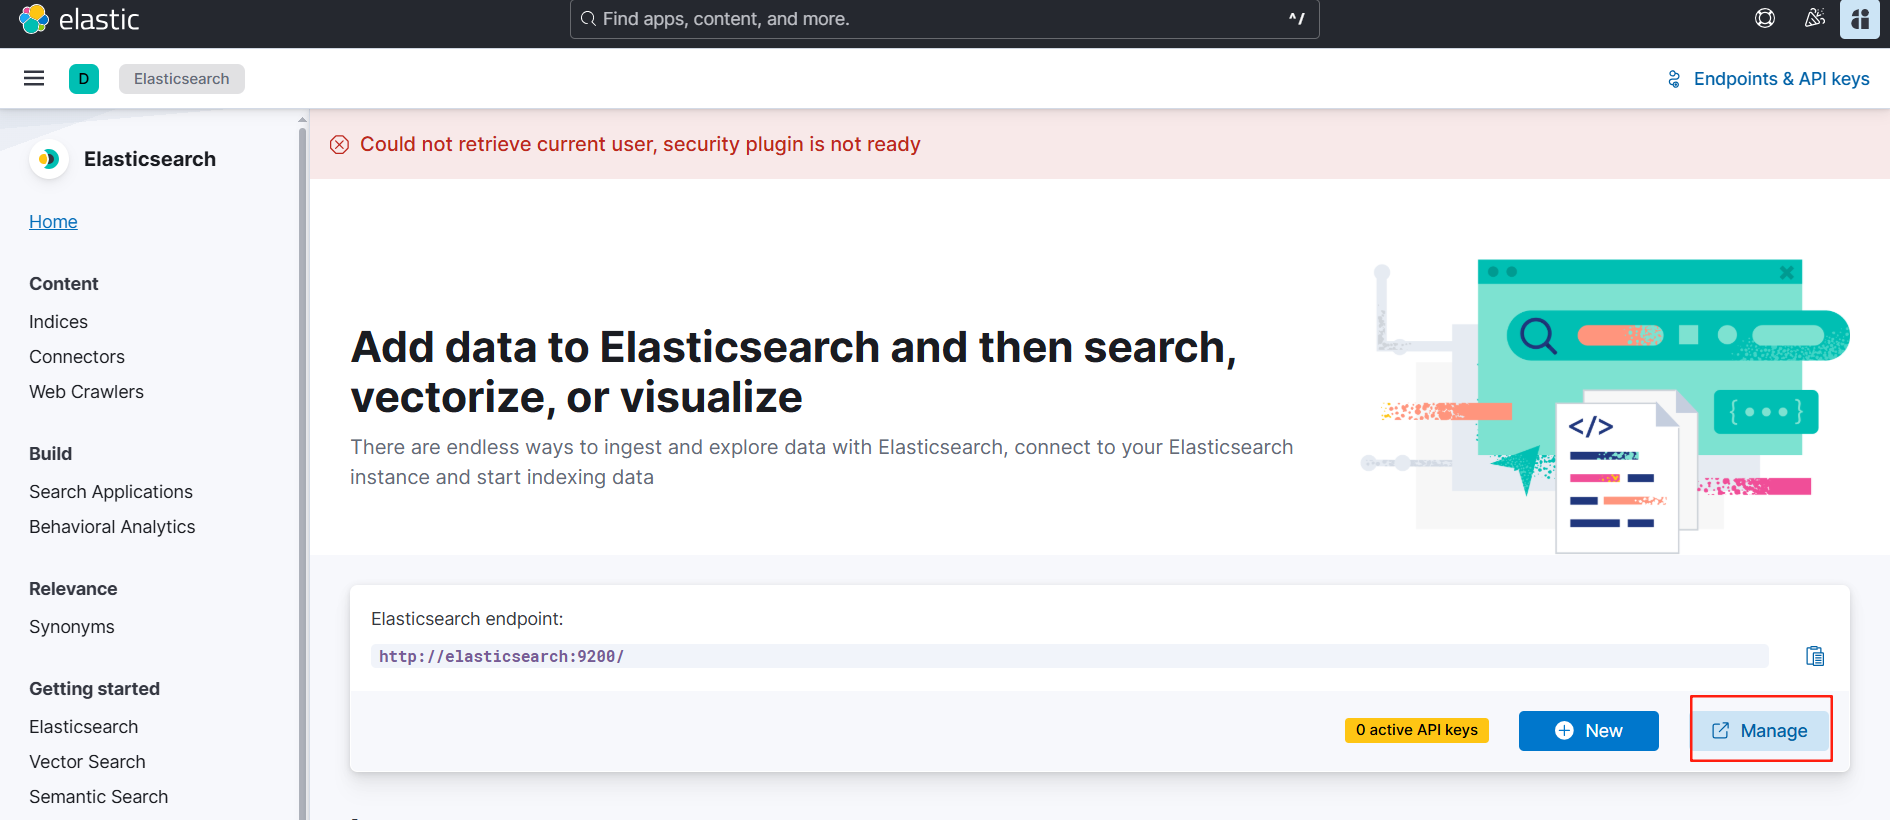 elastic
Find apps, content, and more.
^/
D
Elasticsearch
Endpoints & API keys
Elasticsearch
Could not retrieve current user, security plugin is not ready
Home
Content
Indices
Connectors
Web Crawlers
Build
Search Applications
Behavioral Analytics
Relevance
Synonyms
Getting started
Elasticsearch
Vector Search
Semantic Search
Add data to Elasticsearch and then search,
vectorize, or visualize
There are endless ways to ingest and explore data with Elasticsearch, connect to your Elasticsearch
instance and start indexing data
</>
{•••}
Elasticsearch endpoint:
http://elasticsearch:9200/
0 active API keys
New
Manage